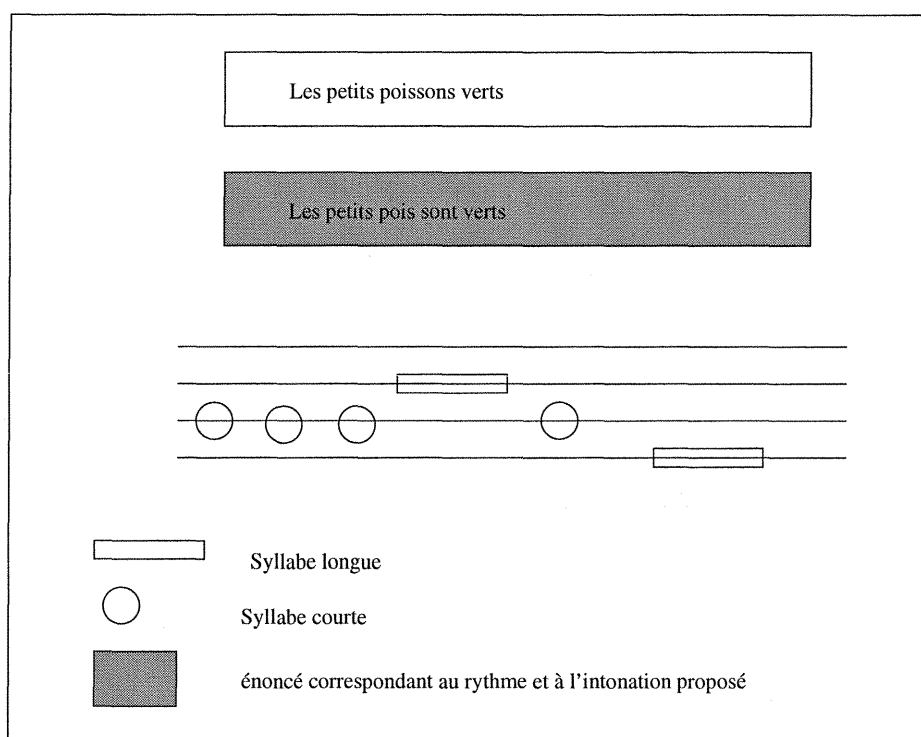 Les petits poissons verts
Les petits pois sont verts
Syllabe longue
Syllabe courte
énoncé correspondant au rythme et à l'intonation proposé